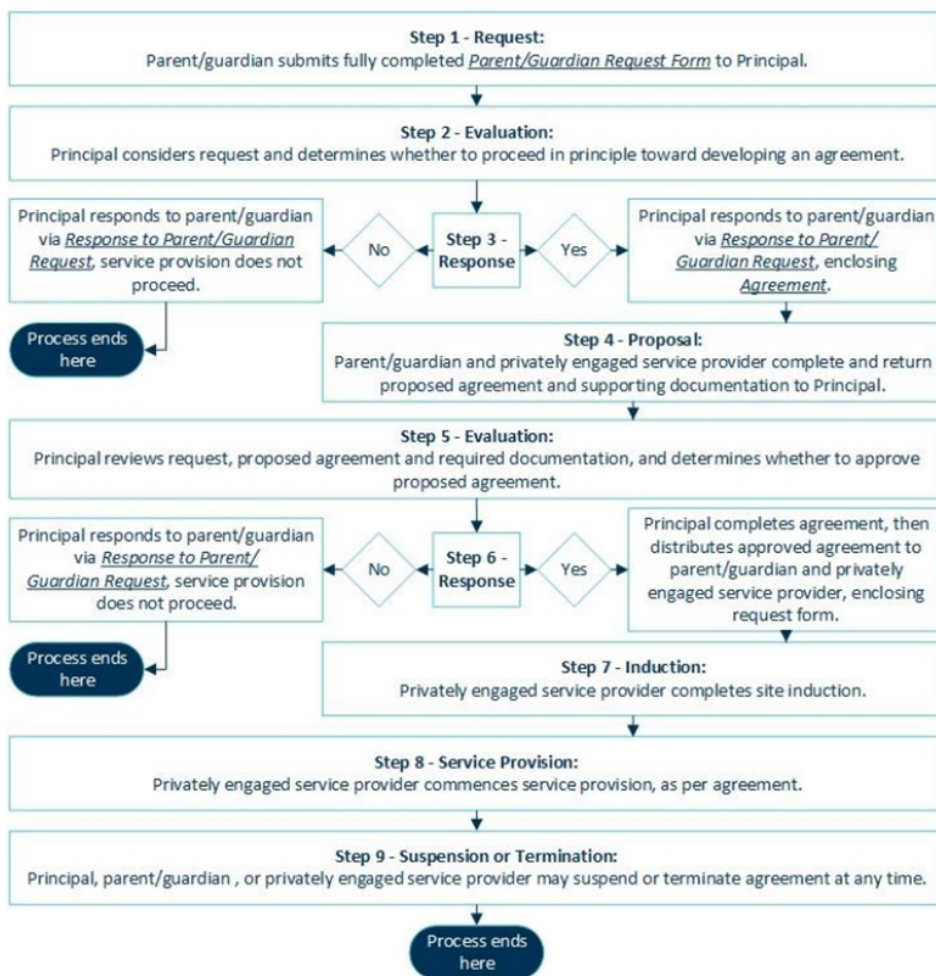 Step 1 - Request:
Parent/guardian submits fully completed Parent/Guardian Request Form to Principal.
Step 2 - Evaluation:
Principal considers request and determines whether to proceed in principle toward developing an agreement.
Principal responds to parent/guardian
via Response to Parent/Guardian
Request, service provision does not
proceed.
No
Step 3 -
Response
Yes
Principal responds to parent/guardian
via Response to Parent/
Guardian Request, enclosing
Agreement.
Process ends
here
Step 4 - Proposal:
Parent/guardian and privately engaged service provider complete and return
proposed agreement and supporting documentation to Principal.
Step 5 - Evaluation:
Principal reviews request, proposed agreement and required documentation, and determines whether to approve
proposed agreement.
Principal responds to parent/guardian
via Response to Parent/
Guardian Request, service provision
does not proceed.
No
Step 6 -
Response
Yes
Principal completes agreement, then
distributes approved agreement to
parent/guardian and privately
engaged service provider, enclosing
request form.
Process ends
here
Step 7 - Induction:
Privately engaged service provider completes site induction.
Step 8 - Service Provision:
Privately engaged service provider commences service provision, as per agreement.
Step 9 - Suspension or Termination:
Principal, parent/guardian , or privately engaged service provider may suspend or terminate agreement at any time.
Process ends
here